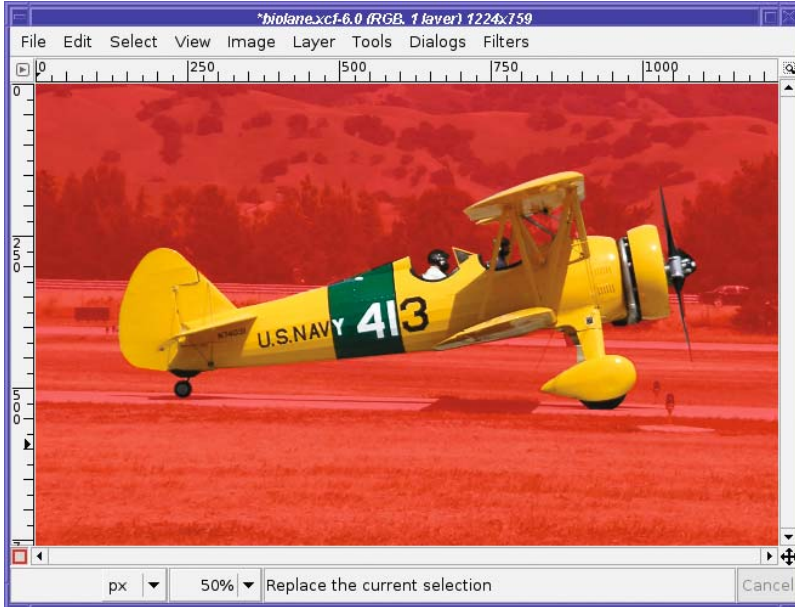 *biolane.xcf-6.0 (RGB, 1 layer) 1224x759
File Edit Select View Image Layer Tools Dialogs Filters
0 250 500 750 1000
0
250
500
U.S.NAVY 413
px 50% Replace the current selection Cancel